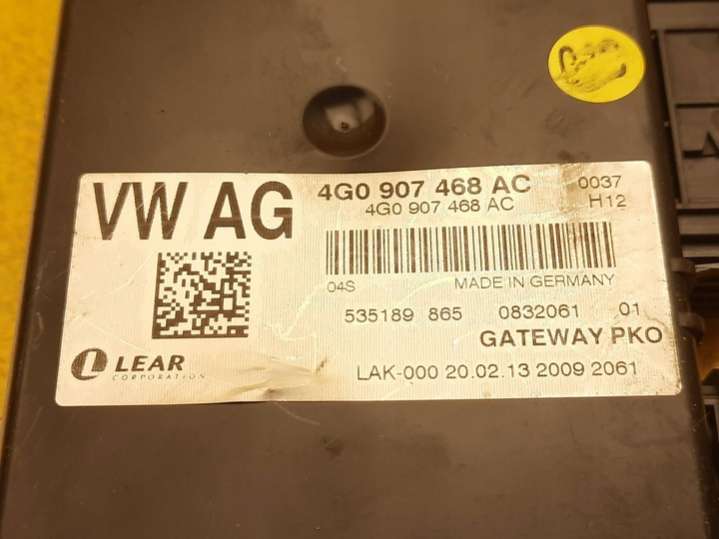 VW AG
4G0 907 468 AC 0037
4G0 907 468 AC H12
04S MADE IN GERMANY
535189 865 0832061 01
GATEWAY PKO
LEAR
CORPORATION
LAK-000 20.02.13 2009 2061